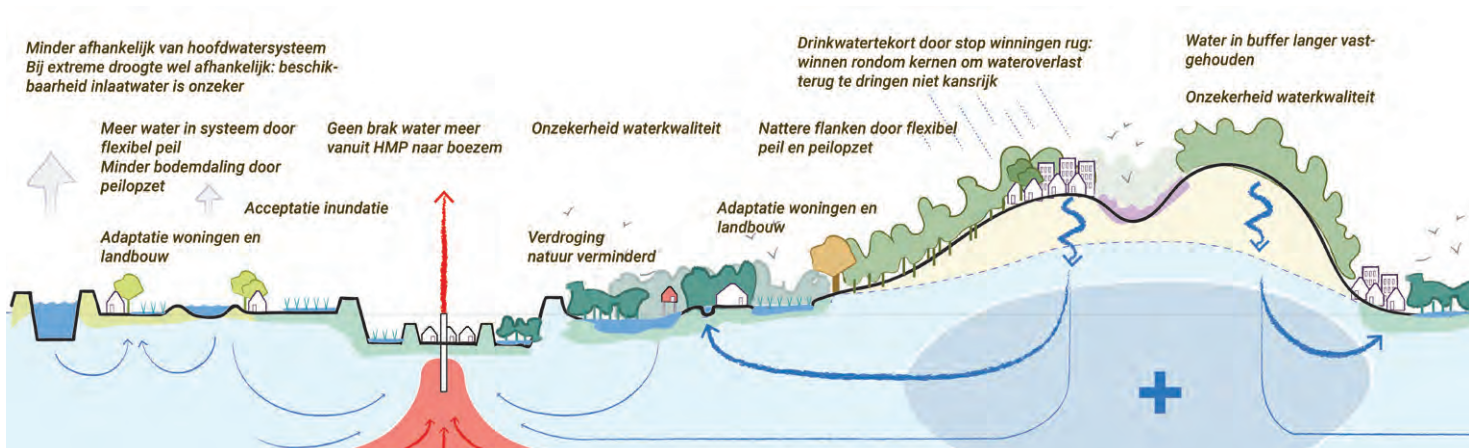 Minder afhankelijk van hoofdwatersysteem
Bij extreme droogte wel afhankelijk: beschik-
baarheid inlaatwater is onzeker
Meer water in systeem door
flexibel peil
Minder bodemdaling door
peilopzet
Adaptatie woningen en
landbouw
Acceptatie inundatie
Geen brak water meer
vanuit HMP naar boezem
Onzekerheid waterkwaliteit
Verdroging
natuur verminderd
Nattere flanken door flexibel
peil en peilopzet
Adaptatie woningen en
landbouw
Drinkwatertekort door stop winningen rug:
winnen rondom kernen om wateroverlast
terug te dringen niet kansrijk
Water in buffer langer vast-
gehouden
Onzekerheid waterkwaliteit